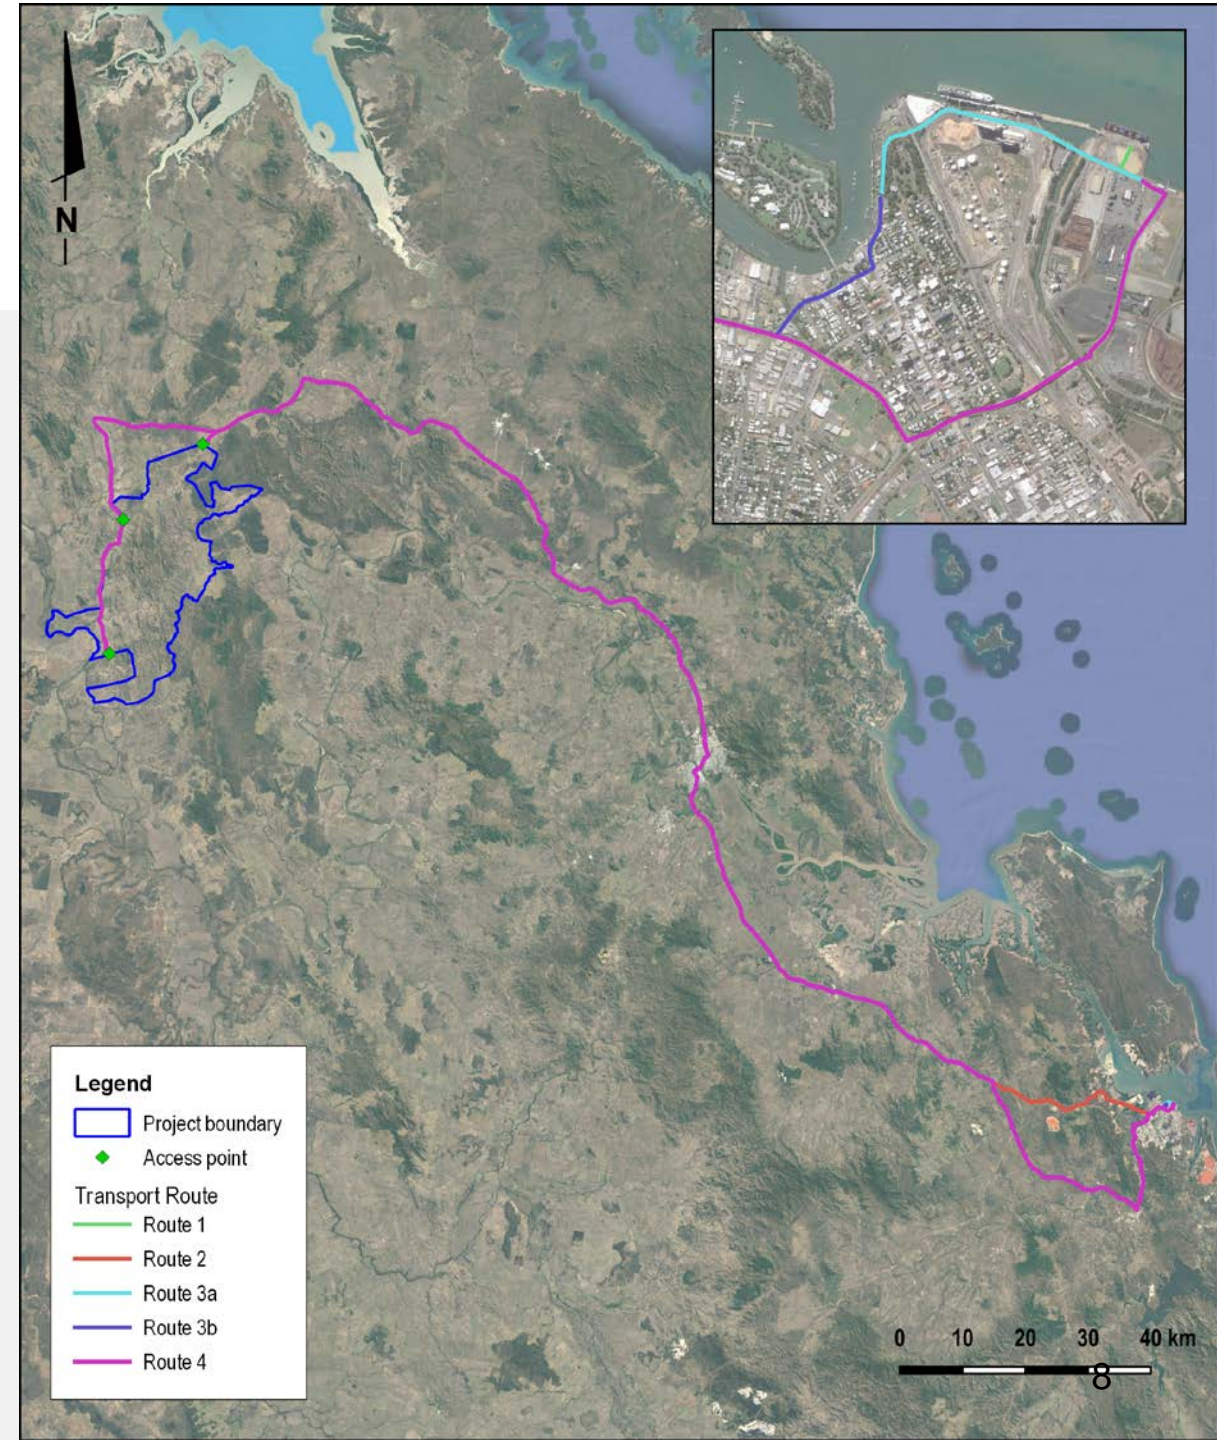 N
Legend
Project boundary
Access point
Transport Route
Route 1
Route 2
Route 3a
Route 3b
Route 4
0 10 20 30 40 km
8